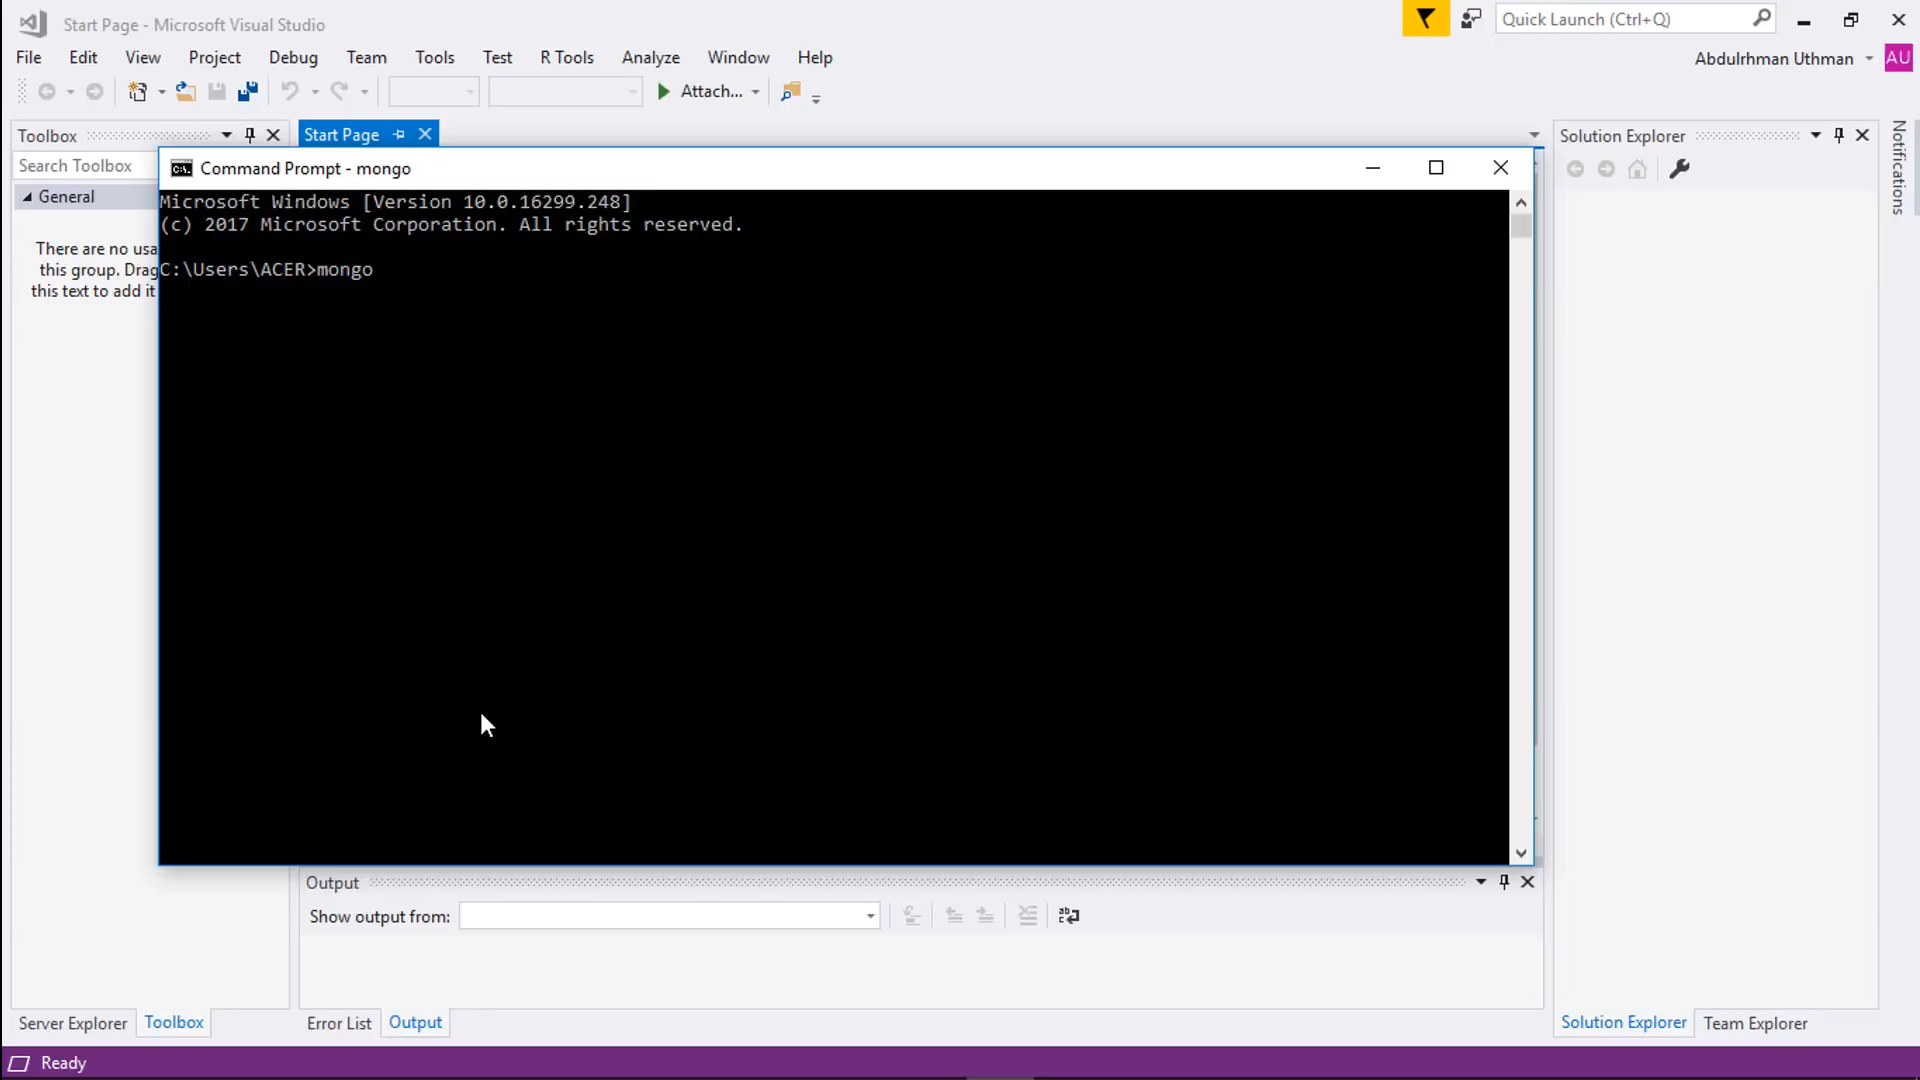 Start Page - Microsoft Visual Studio
Quick Launch (Ctrl+Q)
File Edit View Project Debug Team Tools Test R Tools Analyze Window Help
Abdulrhman Uthman AU
Attach...
Toolbox
Start Page
Solution Explorer
Notifications
Search Toolbox
General
There are no usa
this group. Drag
this text to add it
Command Prompt - mongo
Microsoft Windows [Version 10.0.16299.248]
(c) 2017 Microsoft Corporation. All rights reserved.
C:\Users\ACER>mongo
Output
Show output from:
Server Explorer Toolbox
Error List Output
Solution Explorer Team Explorer
Ready